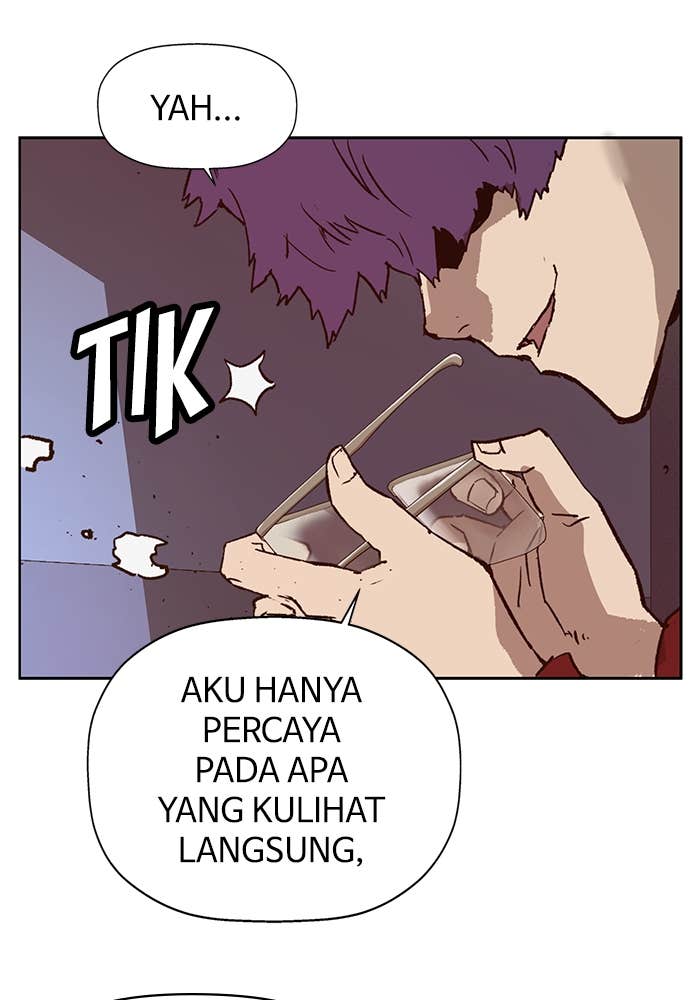 YAH...
TIK
AKU HANYA
PERCAYA
PADA APA
YANG KULIHAT
LANGSUNG,